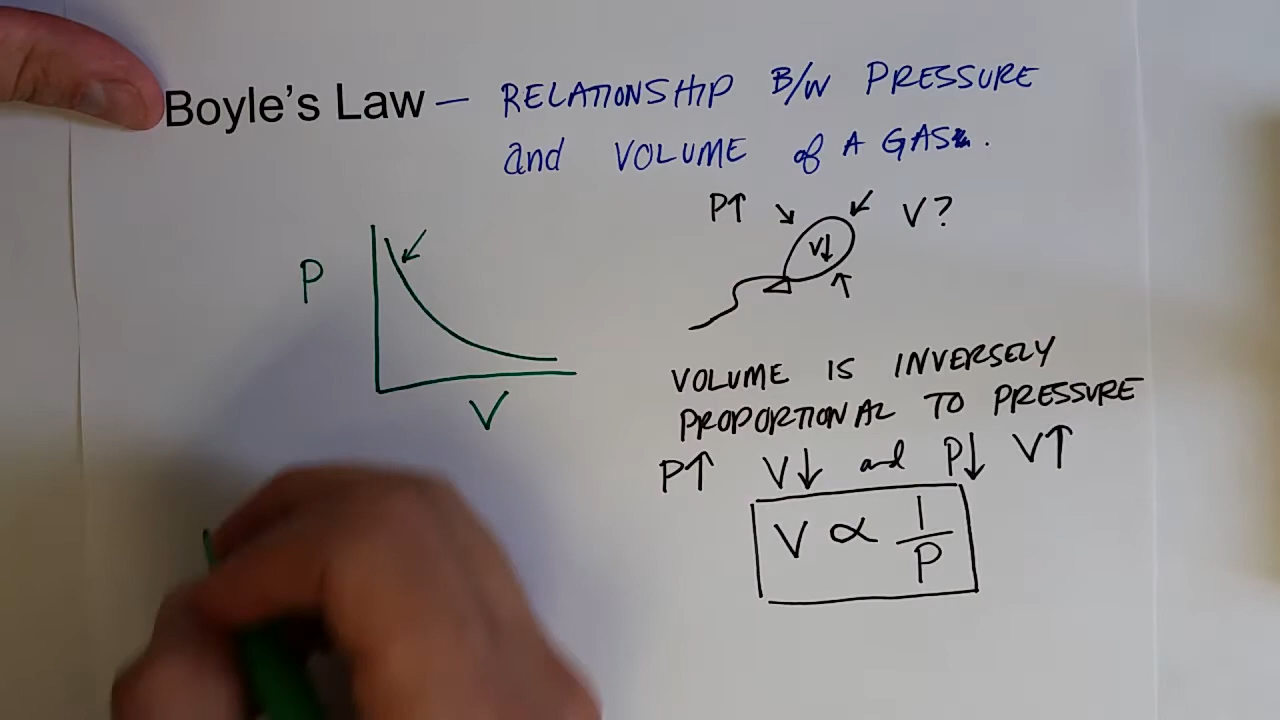 Boyle's Law – RELATIONSHIP B/W PRESSURE
and VOLUME of A GAS.
P↑ V?
V↓
P
V
VOLUME IS INVERSELY
PROPORTIONAL TO PRESSURE
P↑ V↓ and P↓ V↑
V ∝ 1/P